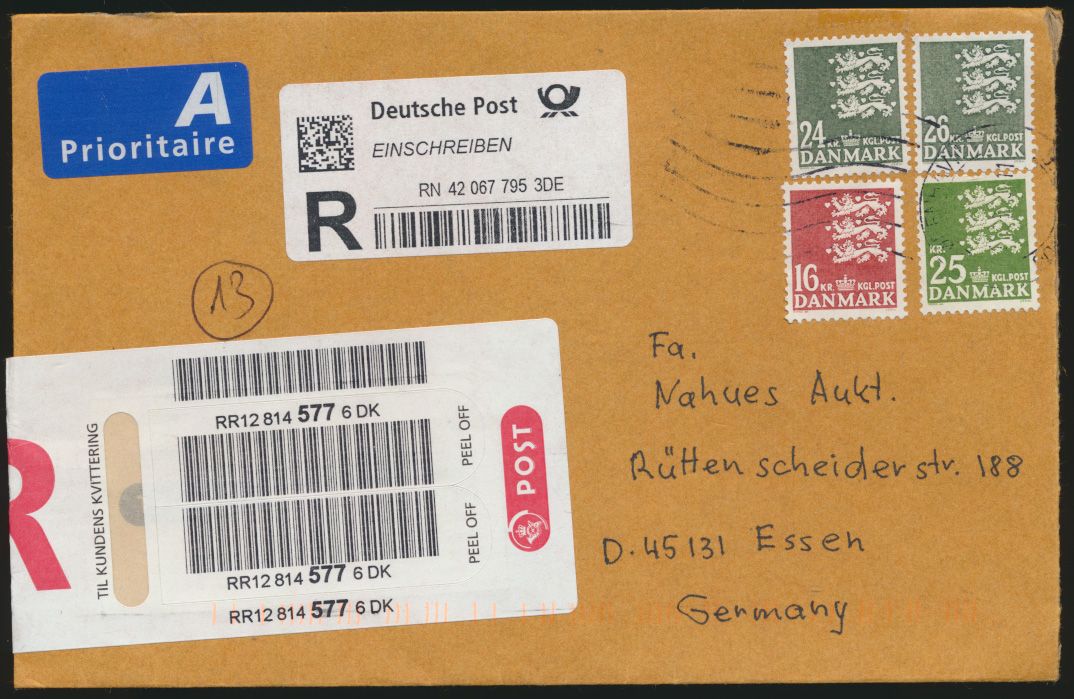 A
Prioritaire
Deutsche Post
EINSCHREIBEN
RN 42 067 795 3DE
R
24 KR. KGL.POST
DANMARK
26 KR. KGL.POST
DANMARK
16 KR. KGL.POST
DANMARK
KR.
25 KGL.POST
DANMARK
13
R
TIL KUNDENS KVITTERING
RR12 814 577 6 DK
PEEL OFF
PEEL OFF
RR12 814 577 6 DK
RR12 814 577 6 DK
POST
Fa.
Nahues Aukt.
Rüttenscheiderstr. 188
D-45131 Essen
Germany